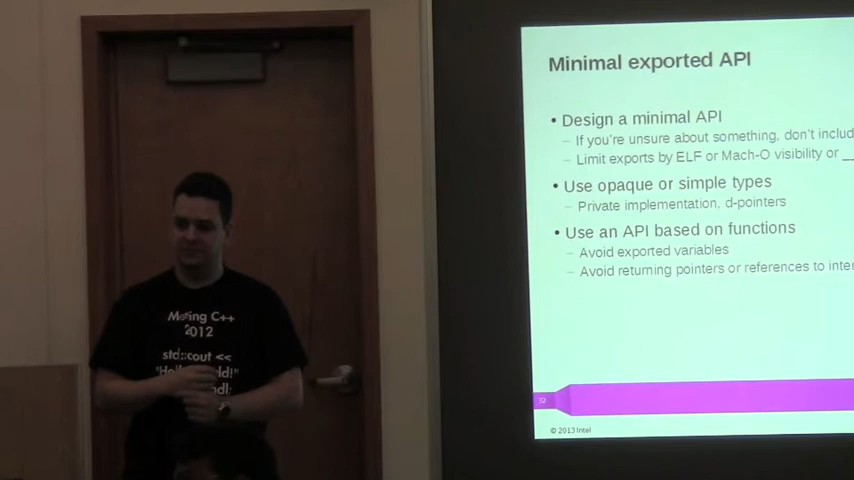 Minimal exported API
• Design a minimal API
– If you're unsure about something, don't includ
– Limit exports by ELF or Mach-O visibility or __
• Use opaque or simple types
– Private implementation, d-pointers
• Use an API based on functions
– Avoid exported variables
– Avoid returning pointers or references to inter
32
© 2013 Intel
C++
2012
std::cout <<